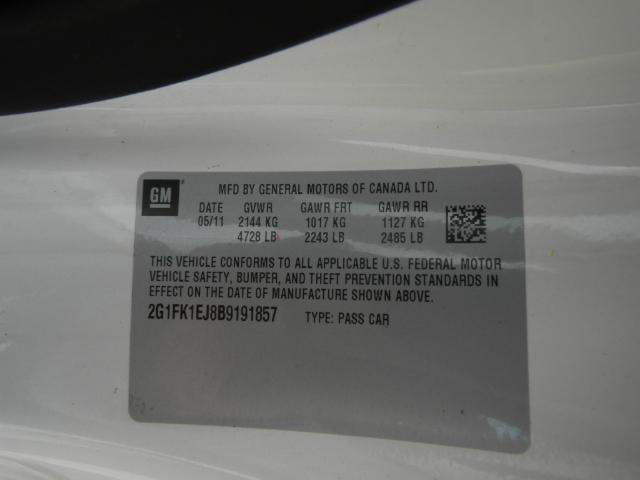 GM
MFD BY GENERAL MOTORS OF CANADA LTD.
DATE GVWR GAWR FRT GAWR RR
05/11 2144 KG 1017 KG 1127 KG
4728 LB 2243 LB 2485 LB
THIS VEHICLE CONFORMS TO ALL APPLICABLE U.S. FEDERAL MOTOR
VEHICLE SAFETY, BUMPER, AND THEFT PREVENTION STANDARDS IN
EFFECT ON THE DATE OF MANUFACTURE SHOWN ABOVE.
2G1FK1EJ8B9191857 TYPE: PASS CAR